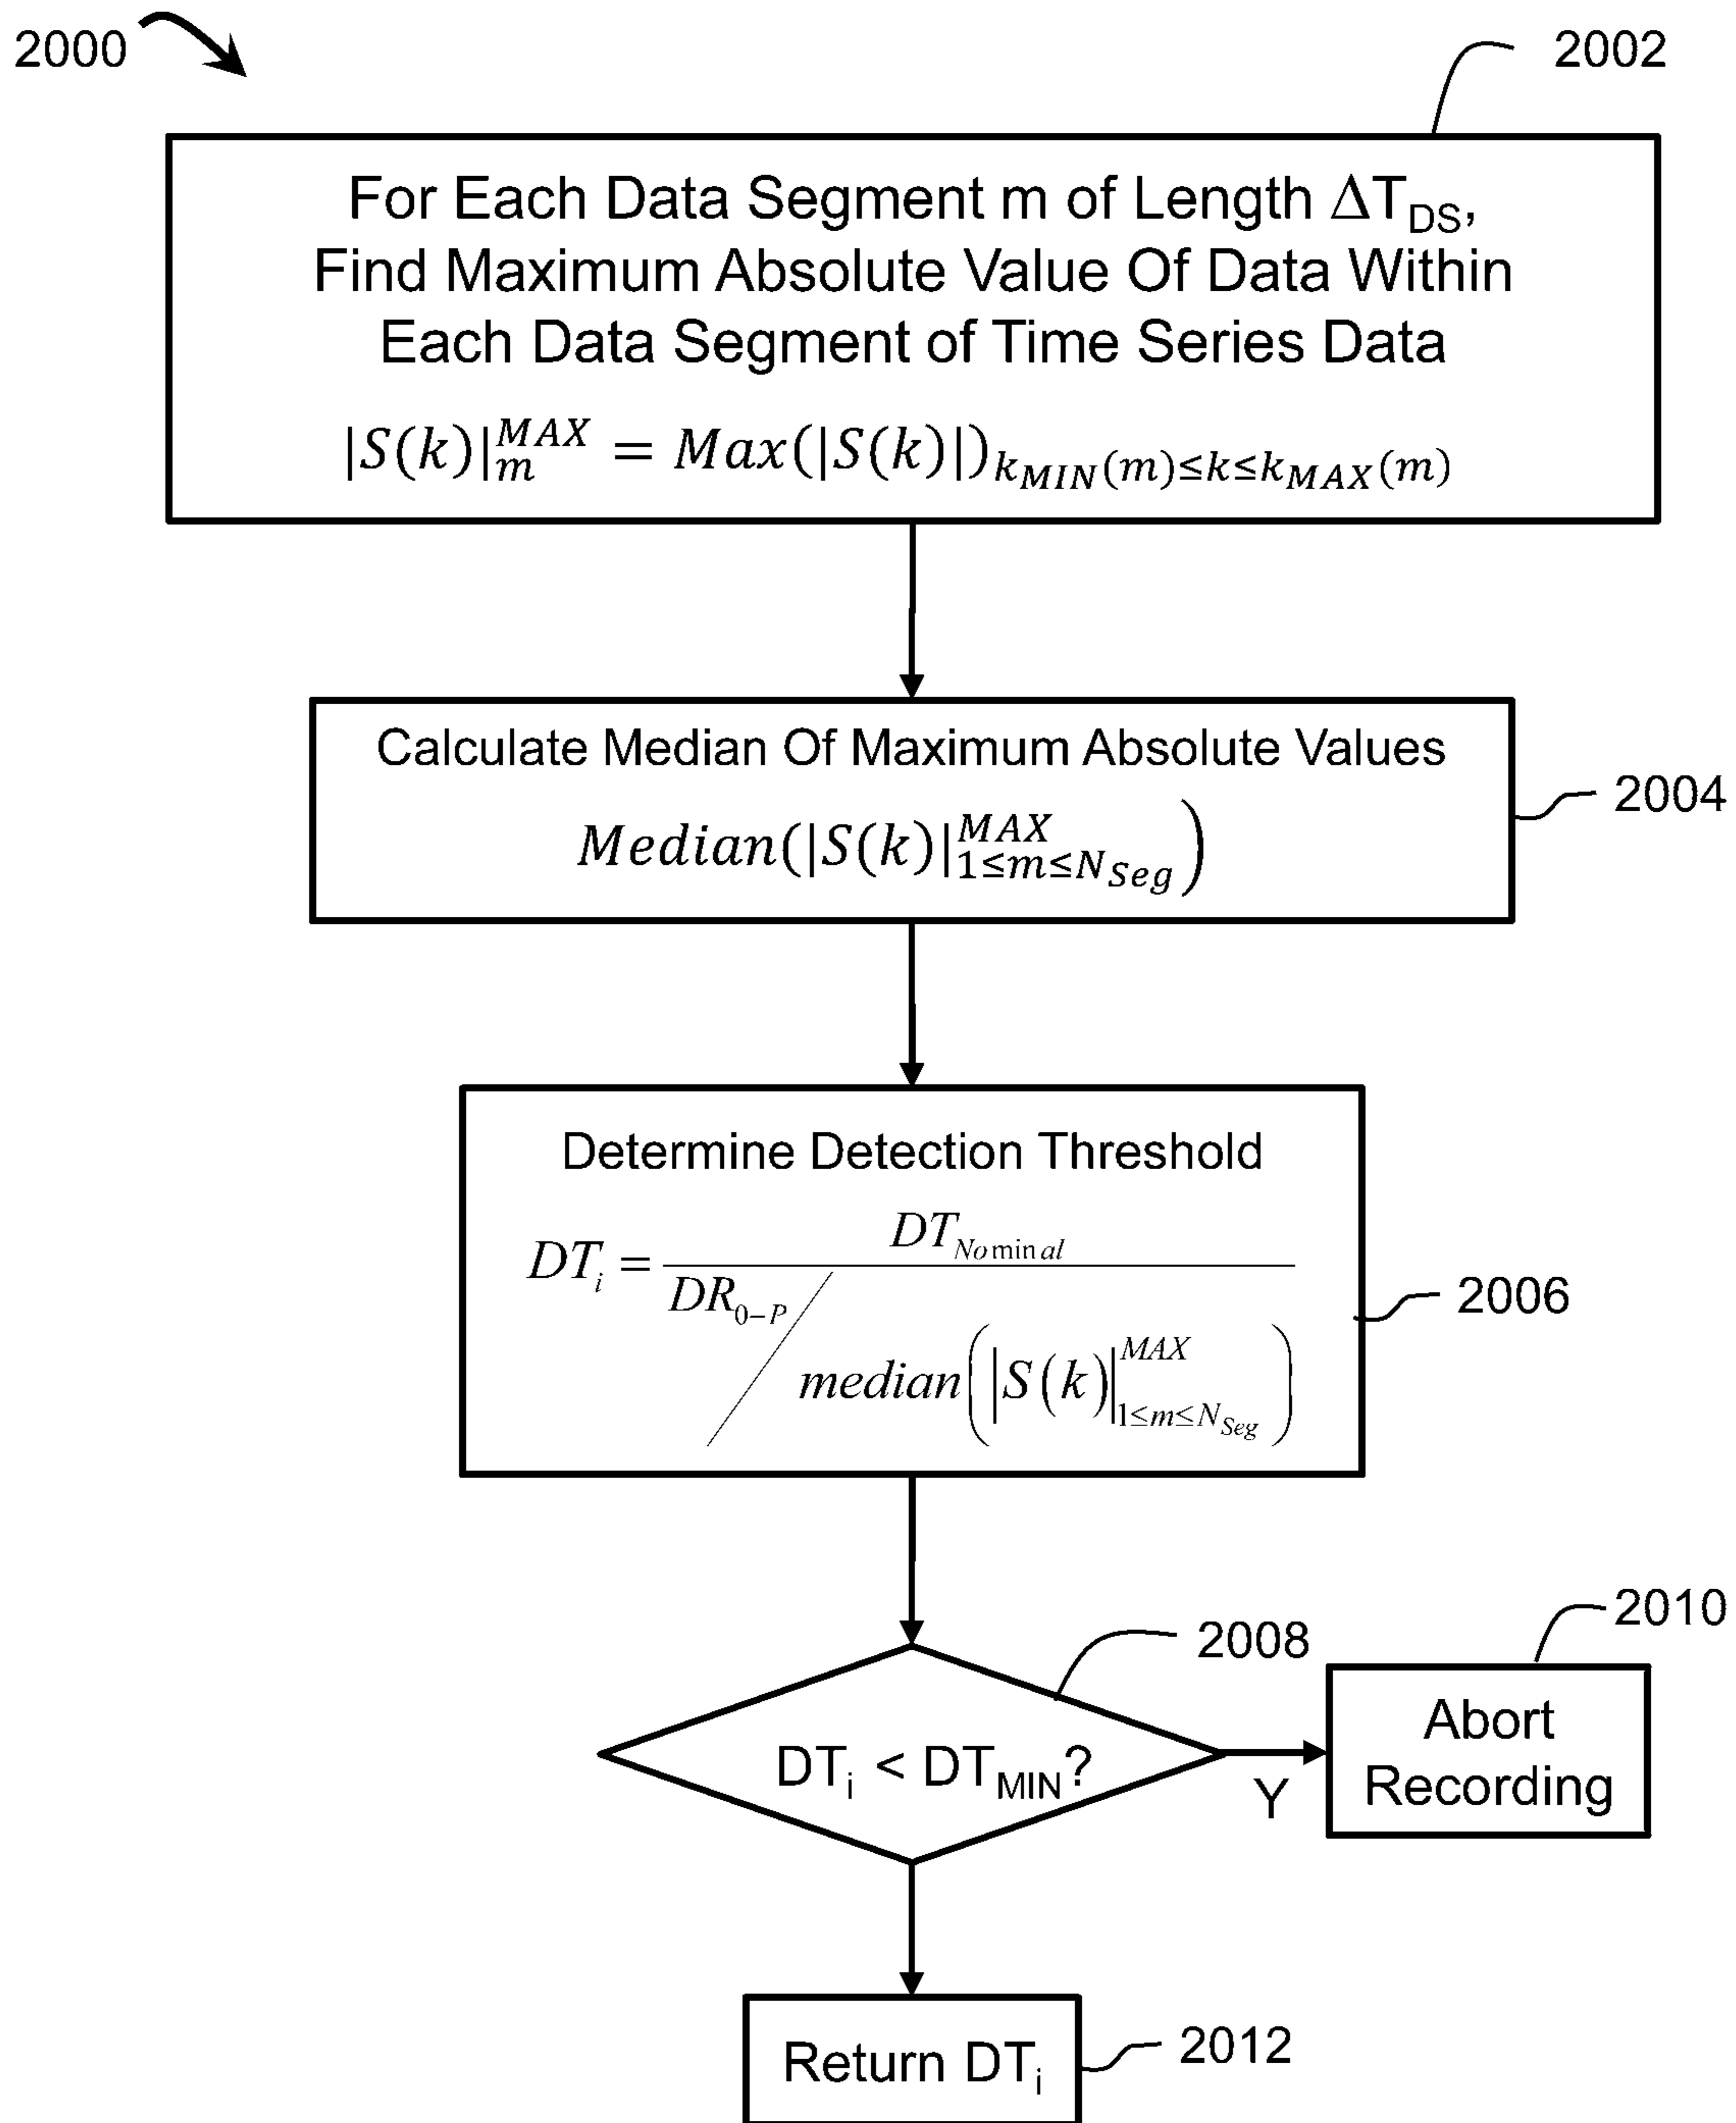 2000
2002
For Each Data Segment m of Length ΔT_DS,
Find Maximum Absolute Value Of Data Within
Each Data Segment of Time Series Data
|S(k)|_m^MAX = Max(|S(k)|)_{k_MIN(m)≤k≤k_MAX(m)}
Calculate Median Of Maximum Absolute Values
Median(|S(k)|_{1≤m≤N_Seg}^MAX)
2004
Determine Detection Threshold
DT_i = DT_Nominal / (DR_0–P / median(|S(k)|_{1≤m≤N_Seg}^MAX))
2006
2008
2010
DT_i < DT_MIN?
Y
Abort
Recording
Return DT_i
2012